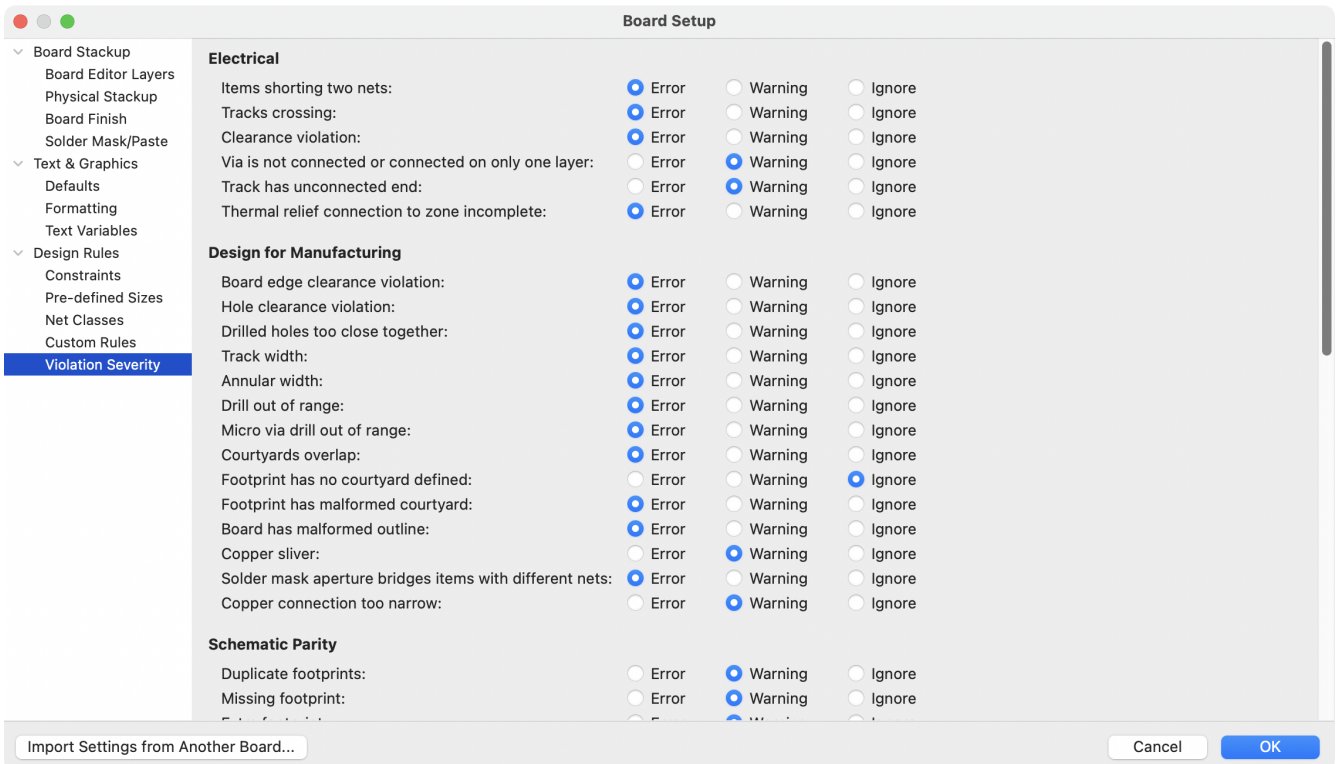 Board Setup
Board Stackup
Board Editor Layers
Physical Stackup
Board Finish
Solder Mask/Paste
Text & Graphics
Defaults
Formatting
Text Variables
Design Rules
Constraints
Pre-defined Sizes
Net Classes
Custom Rules
Violation Severity
Electrical
Items shorting two nets: Error Warning Ignore
Tracks crossing: Error Warning Ignore
Clearance violation: Error Warning Ignore
Via is not connected or connected on only one layer: Error Warning Ignore
Track has unconnected end: Error Warning Ignore
Thermal relief connection to zone incomplete: Error Warning Ignore
Design for Manufacturing
Board edge clearance violation: Error Warning Ignore
Hole clearance violation: Error Warning Ignore
Drilled holes too close together: Error Warning Ignore
Track width: Error Warning Ignore
Annular width: Error Warning Ignore
Drill out of range: Error Warning Ignore
Micro via drill out of range: Error Warning Ignore
Courtyards overlap: Error Warning Ignore
Footprint has no courtyard defined: Error Warning Ignore
Footprint has malformed courtyard: Error Warning Ignore
Board has malformed outline: Error Warning Ignore
Copper sliver: Error Warning Ignore
Solder mask aperture bridges items with different nets: Error Warning Ignore
Copper connection too narrow: Error Warning Ignore
Schematic Parity
Duplicate footprints: Error Warning Ignore
Missing footprint: Error Warning Ignore
Import Settings from Another Board...
Cancel
OK